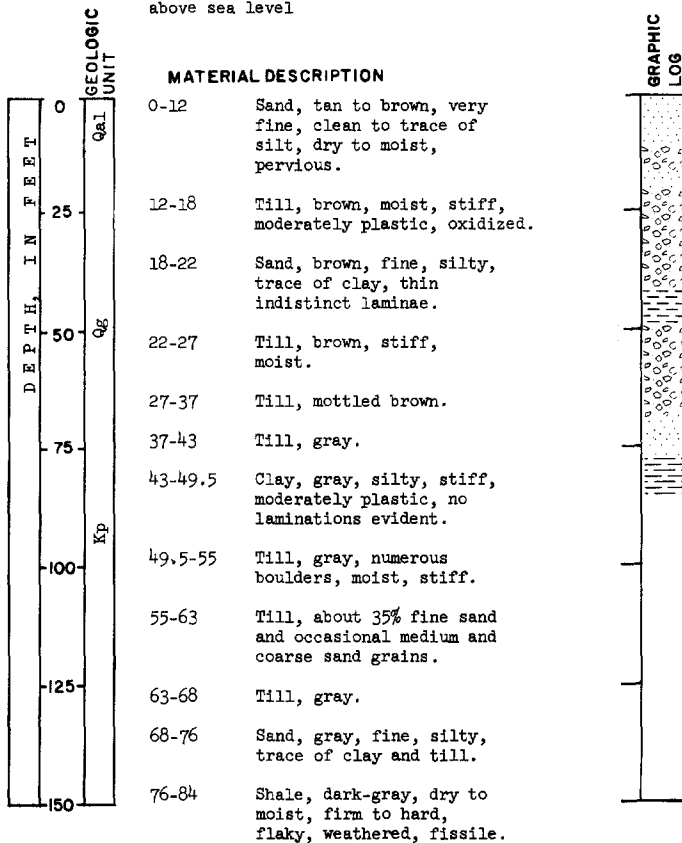 above sea level
GEOLOGIC
UNIT
MATERIAL DESCRIPTION
GRAPHIC
LOG
DEPTH, IN FEET
0
25
50
75
100
125
150
Qal
Qg
Kp
0-12 Sand, tan to brown, very
fine, clean to trace of
silt, dry to moist,
pervious.
12-18 Till, brown, moist, stiff,
moderately plastic, oxidized.
18-22 Sand, brown, fine, silty,
trace of clay, thin
indistinct laminae.
22-27 Till, brown, stiff,
moist.
27-37 Till, mottled brown.
37-43 Till, gray.
43-49.5 Clay, gray, silty, stiff,
moderately plastic, no
laminations evident.
49.5-55 Till, gray, numerous
boulders, moist, stiff.
55-63 Till, about 35% fine sand
and occasional medium and
coarse sand grains.
63-68 Till, gray.
68-76 Sand, gray, fine, silty,
trace of clay and till.
76-84 Shale, dark-gray, dry to
moist, firm to hard,
flaky, weathered, fissile.